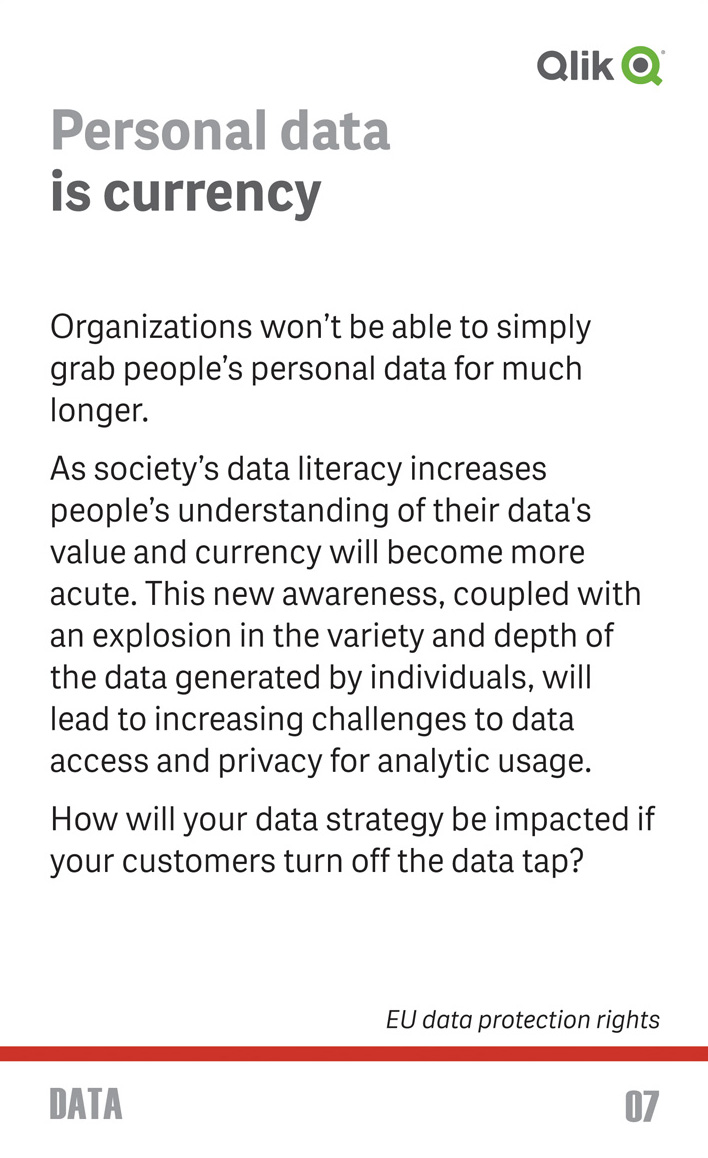 Qlik
Personal data
is currency
Organizations won’t be able to simply
grab people’s personal data for much
longer.
As society’s data literacy increases
people’s understanding of their data's
value and currency will become more
acute. This new awareness, coupled with
an explosion in the variety and depth of
the data generated by individuals, will
lead to increasing challenges to data
access and privacy for analytic usage.
How will your data strategy be impacted if
your customers turn off the data tap?
EU data protection rights
DATA
07